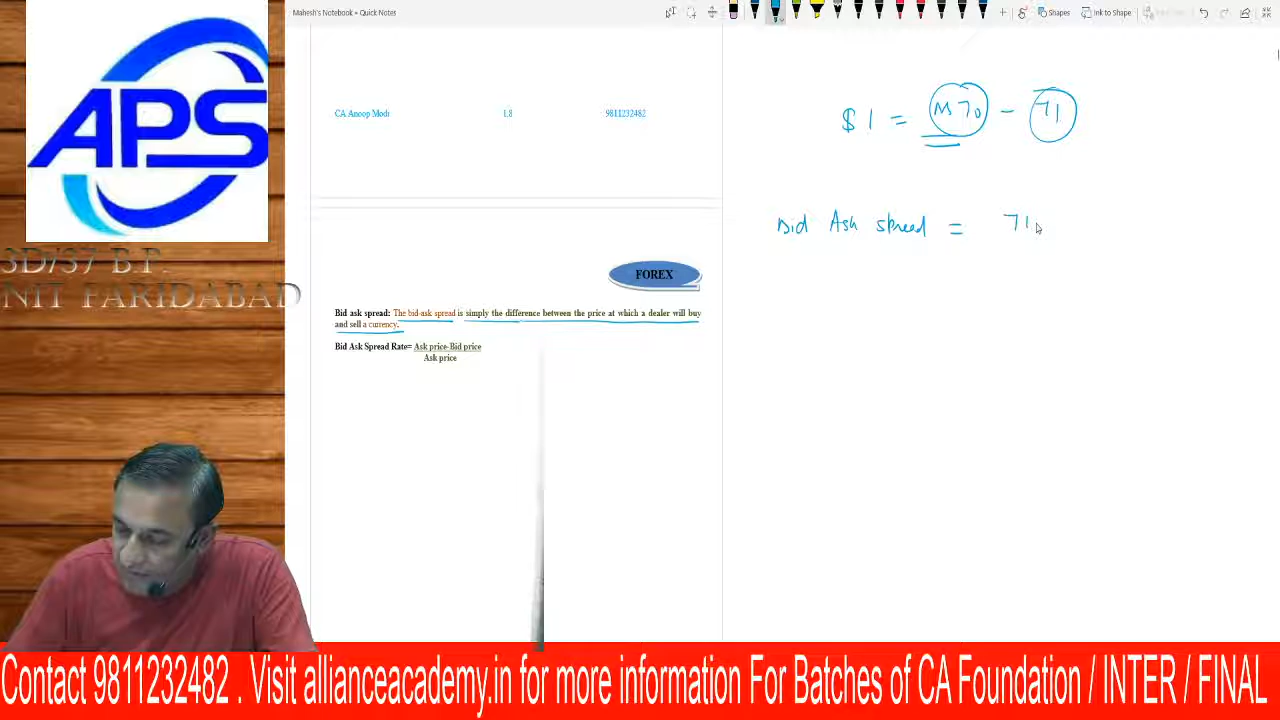 Mahesh's Notebook » Quick Notes
Shapes
Ink to Shape
APS
3D/37 B.P.
NIT FARIDABAD
CA Anoop Modi 1.8 9811232482
$ 1 = 70 - 71
FOREX
Bid Ask spread = 71
Bid ask spread: The bid-ask spread is simply the difference between the price at which a dealer will buy
and sell a currency.
Bid Ask Spread Rate= Ask price-Bid price
Ask price
Contact 9811232482 . Visit allianceacademy.in for more information For Batches of CA Foundation / INTER / FINAL